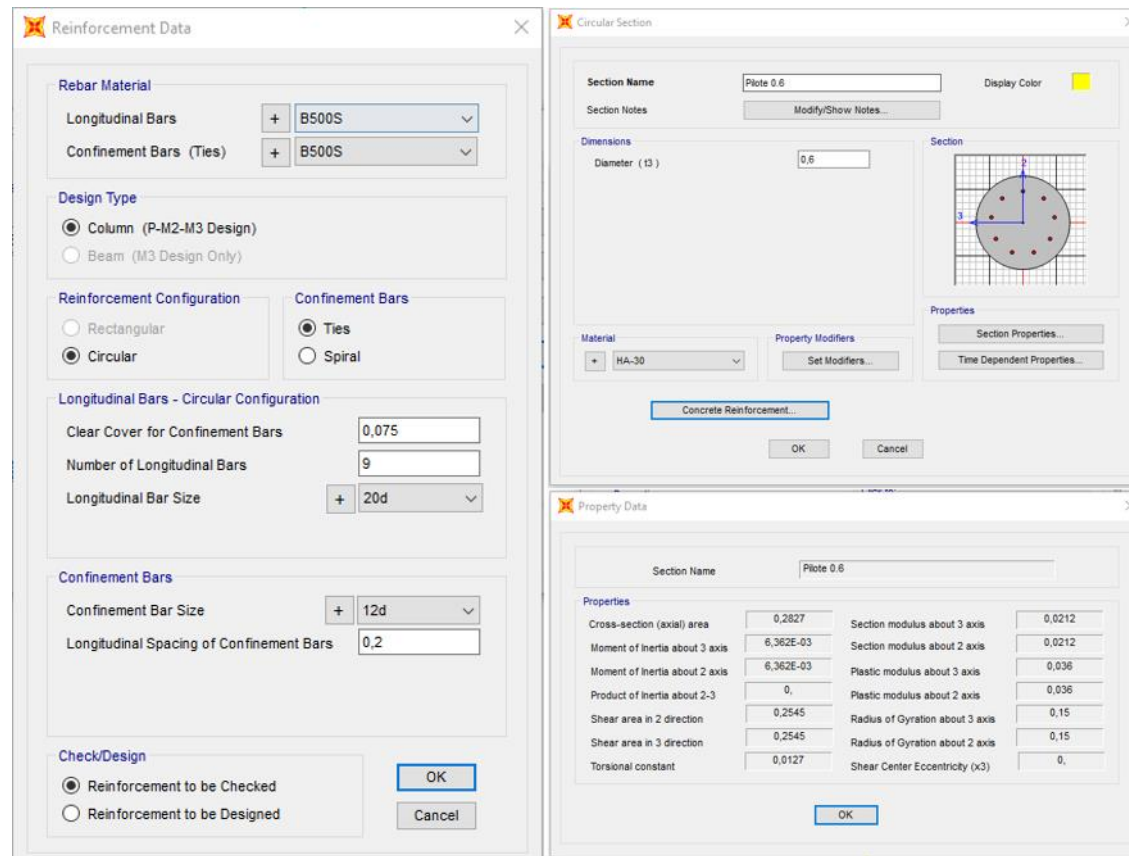 Reinforcement Data
Rebar Material
Longitudinal Bars + B500S
Confinement Bars (Ties) + B500S
Design Type
Column (P-M2-M3 Design)
Beam (M3 Design Only)
Reinforcement Configuration
Rectangular
Circular
Confinement Bars
Ties
Spiral
Longitudinal Bars - Circular Configuration
Clear Cover for Confinement Bars 0,075
Number of Longitudinal Bars 9
Longitudinal Bar Size + 20d
Confinement Bars
Confinement Bar Size + 12d
Longitudinal Spacing of Confinement Bars 0,2
Check/Design
Reinforcement to be Checked
Reinforcement to be Designed
OK
Cancel
Circular Section
Section Name Pilote 0.6 Display Color
Section Notes Modify/Show Notes...
Dimensions
Diameter ( t3 ) 0,6
Section
2
3
Properties
Section Properties...
Time Dependent Properties...
Material
+ HA-30
Property Modifiers
Set Modifiers...
Concrete Reinforcement...
OK Cancel
Property Data
Section Name Pilote 0.6
Properties
Cross-section (axial) area 0,2827 Section modulus about 3 axis 0,0212
Moment of Inertia about 3 axis 6,362E-03 Section modulus about 2 axis 0,0212
Moment of Inertia about 2 axis 6,362E-03 Plastic modulus about 3 axis 0,036
Product of Inertia about 2-3 0, Plastic modulus about 2 axis 0,036
Shear area in 2 direction 0,2545 Radius of Gyration about 3 axis 0,15
Shear area in 3 direction 0,2545 Radius of Gyration about 2 axis 0,15
Torsional constant 0,0127 Shear Center Eccentricity (x3) 0,
OK